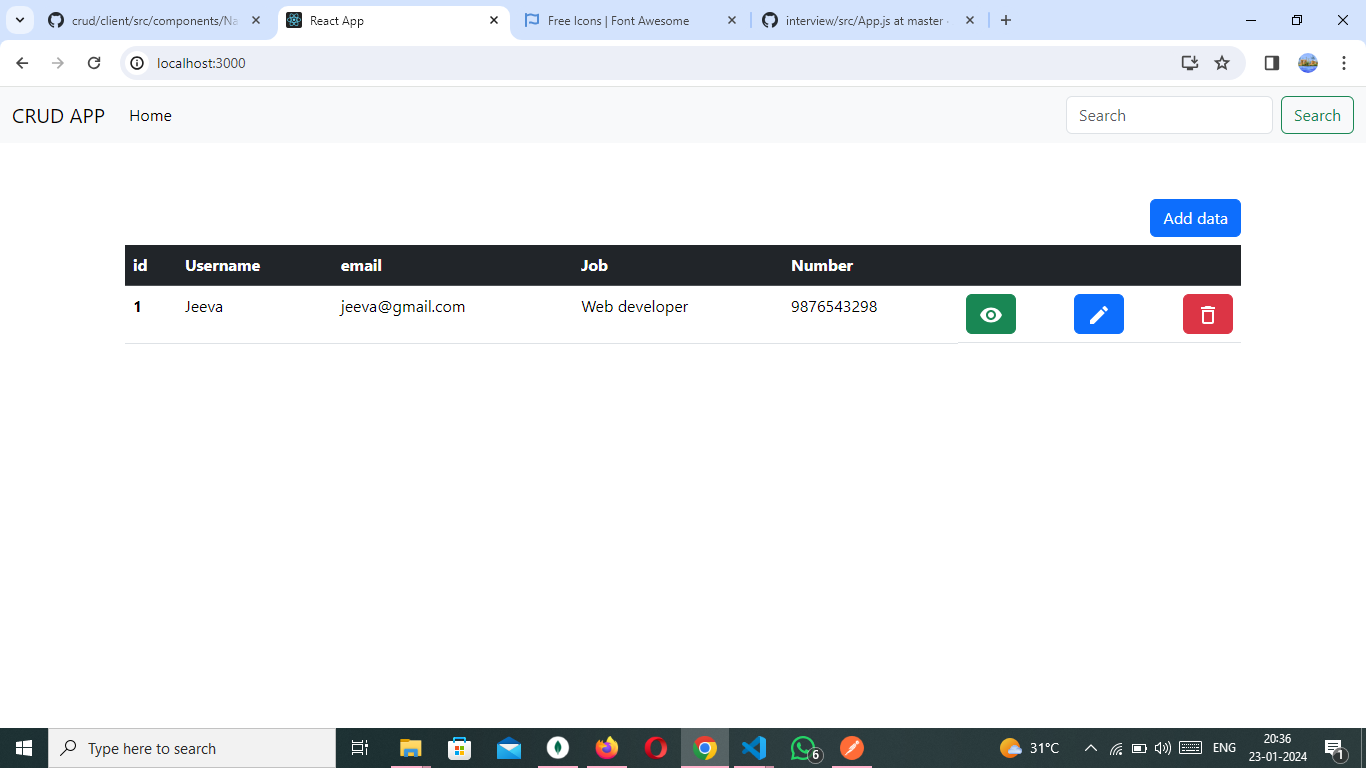 crud/client/src/components/Na
React App
Free Icons | Font Awesome
interview/src/App.js at master
localhost:3000
CRUD APP Home Search Search
Add data
id Username email Job Number
1 Jeeva jeeva@gmail.com Web developer 9876543298
Type here to search
6
31°C
ENG
20:36
23-01-2024
1